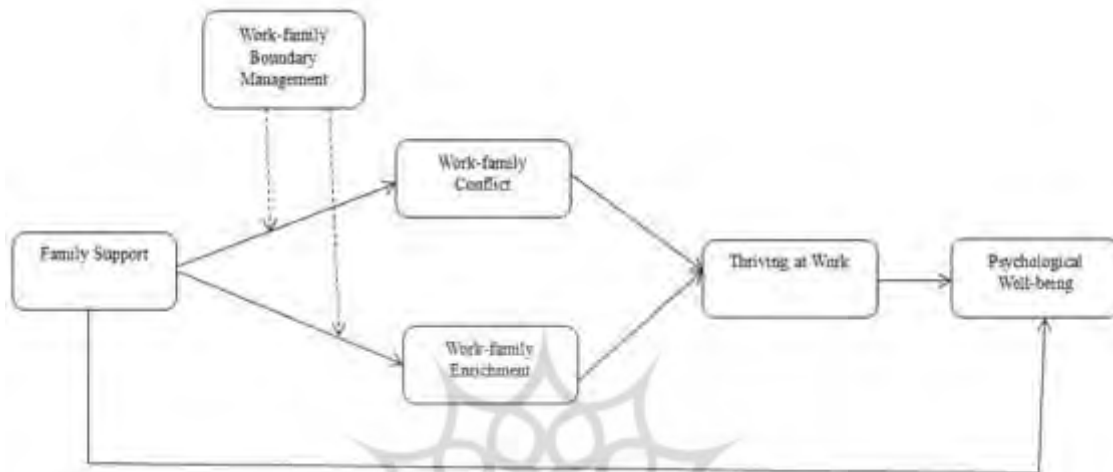 Work-family
Boundary
Management
Work-family
Conflict
Family Support
Thriving at Work
Psychological
Well-being
Work-family
Enrichment